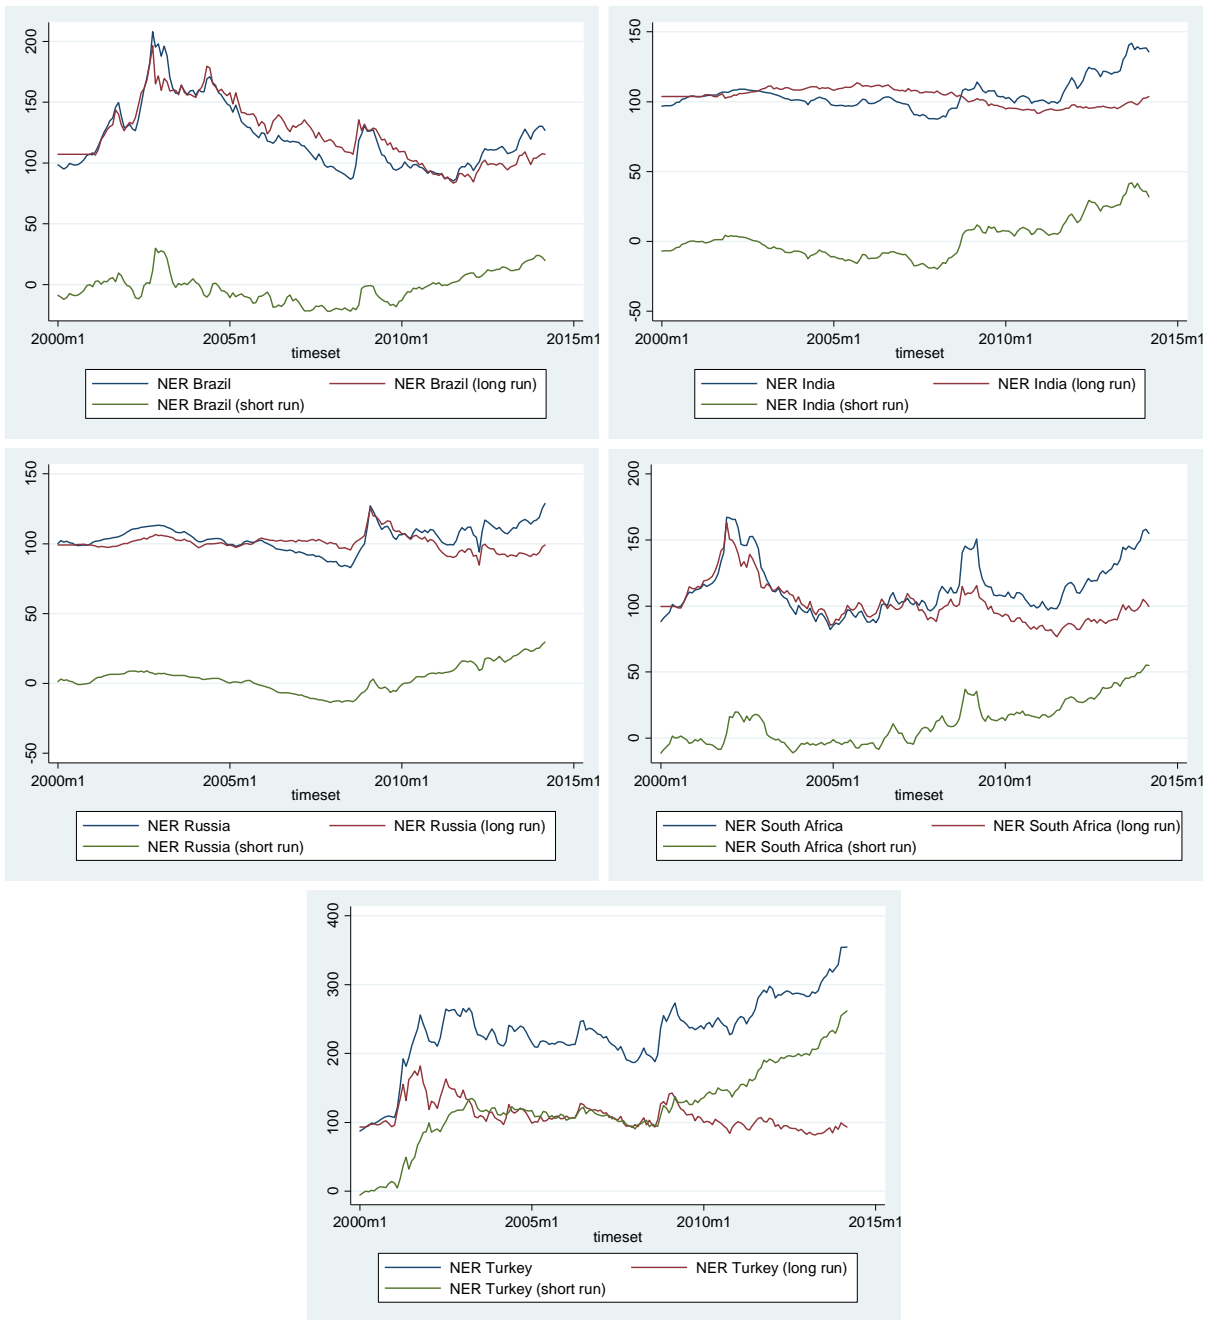 200
150
100
50
0
2000m1 2005m1 2010m1 2015m1
timeset
NER Brazil NER Brazil (long run)
NER Brazil (short run)
150
100
50
0
-50
2000m1 2005m1 2010m1 2015m1
timeset
NER India NER India (long run)
NER India (short run)
150
100
50
0
-50
2000m1 2005m1 2010m1 2015m1
timeset
NER Russia NER Russia (long run)
NER Russia (short run)
200
150
100
50
0
2000m1 2005m1 2010m1 2015m1
timeset
NER South Africa NER South Africa (long run)
NER South Africa (short run)
400
300
200
100
0
2000m1 2005m1 2010m1 2015m1
timeset
NER Turkey NER Turkey (long run)
NER Turkey (short run)